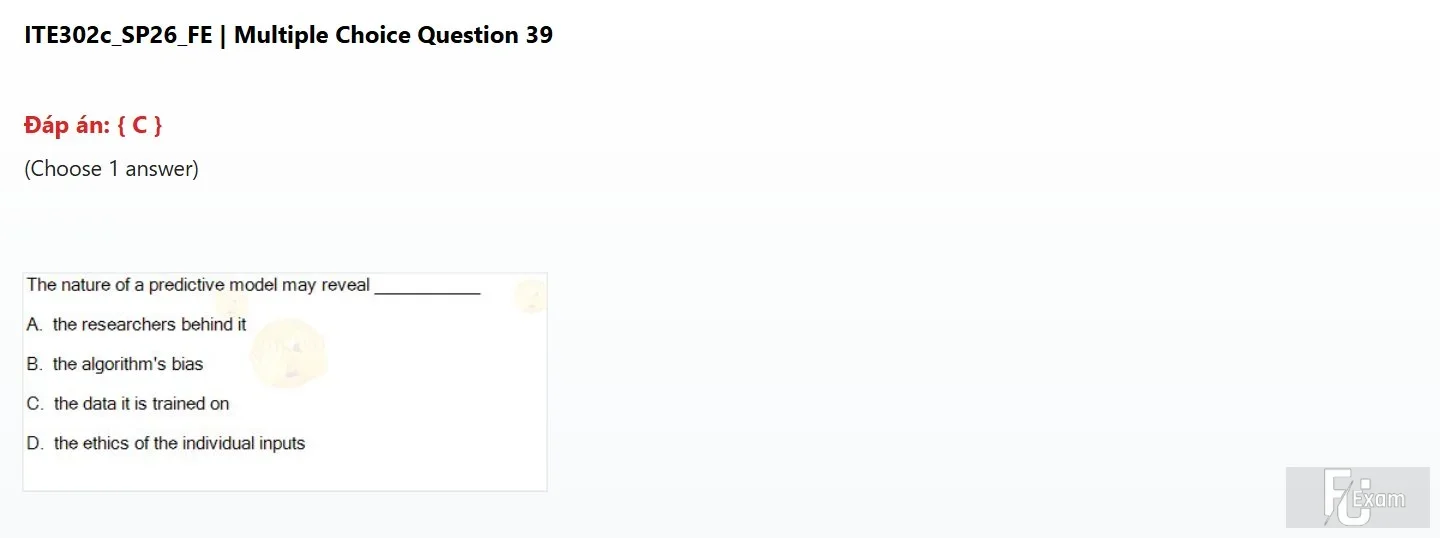 ITE302c_SP26_FE | Multiple Choice Question 39
Đáp án: { C }
(Choose 1 answer)
The nature of a predictive model may reveal ___________
A. the researchers behind it
B. the algorithm's bias
C. the data it is trained on
D. the ethics of the individual inputs
FU Exam